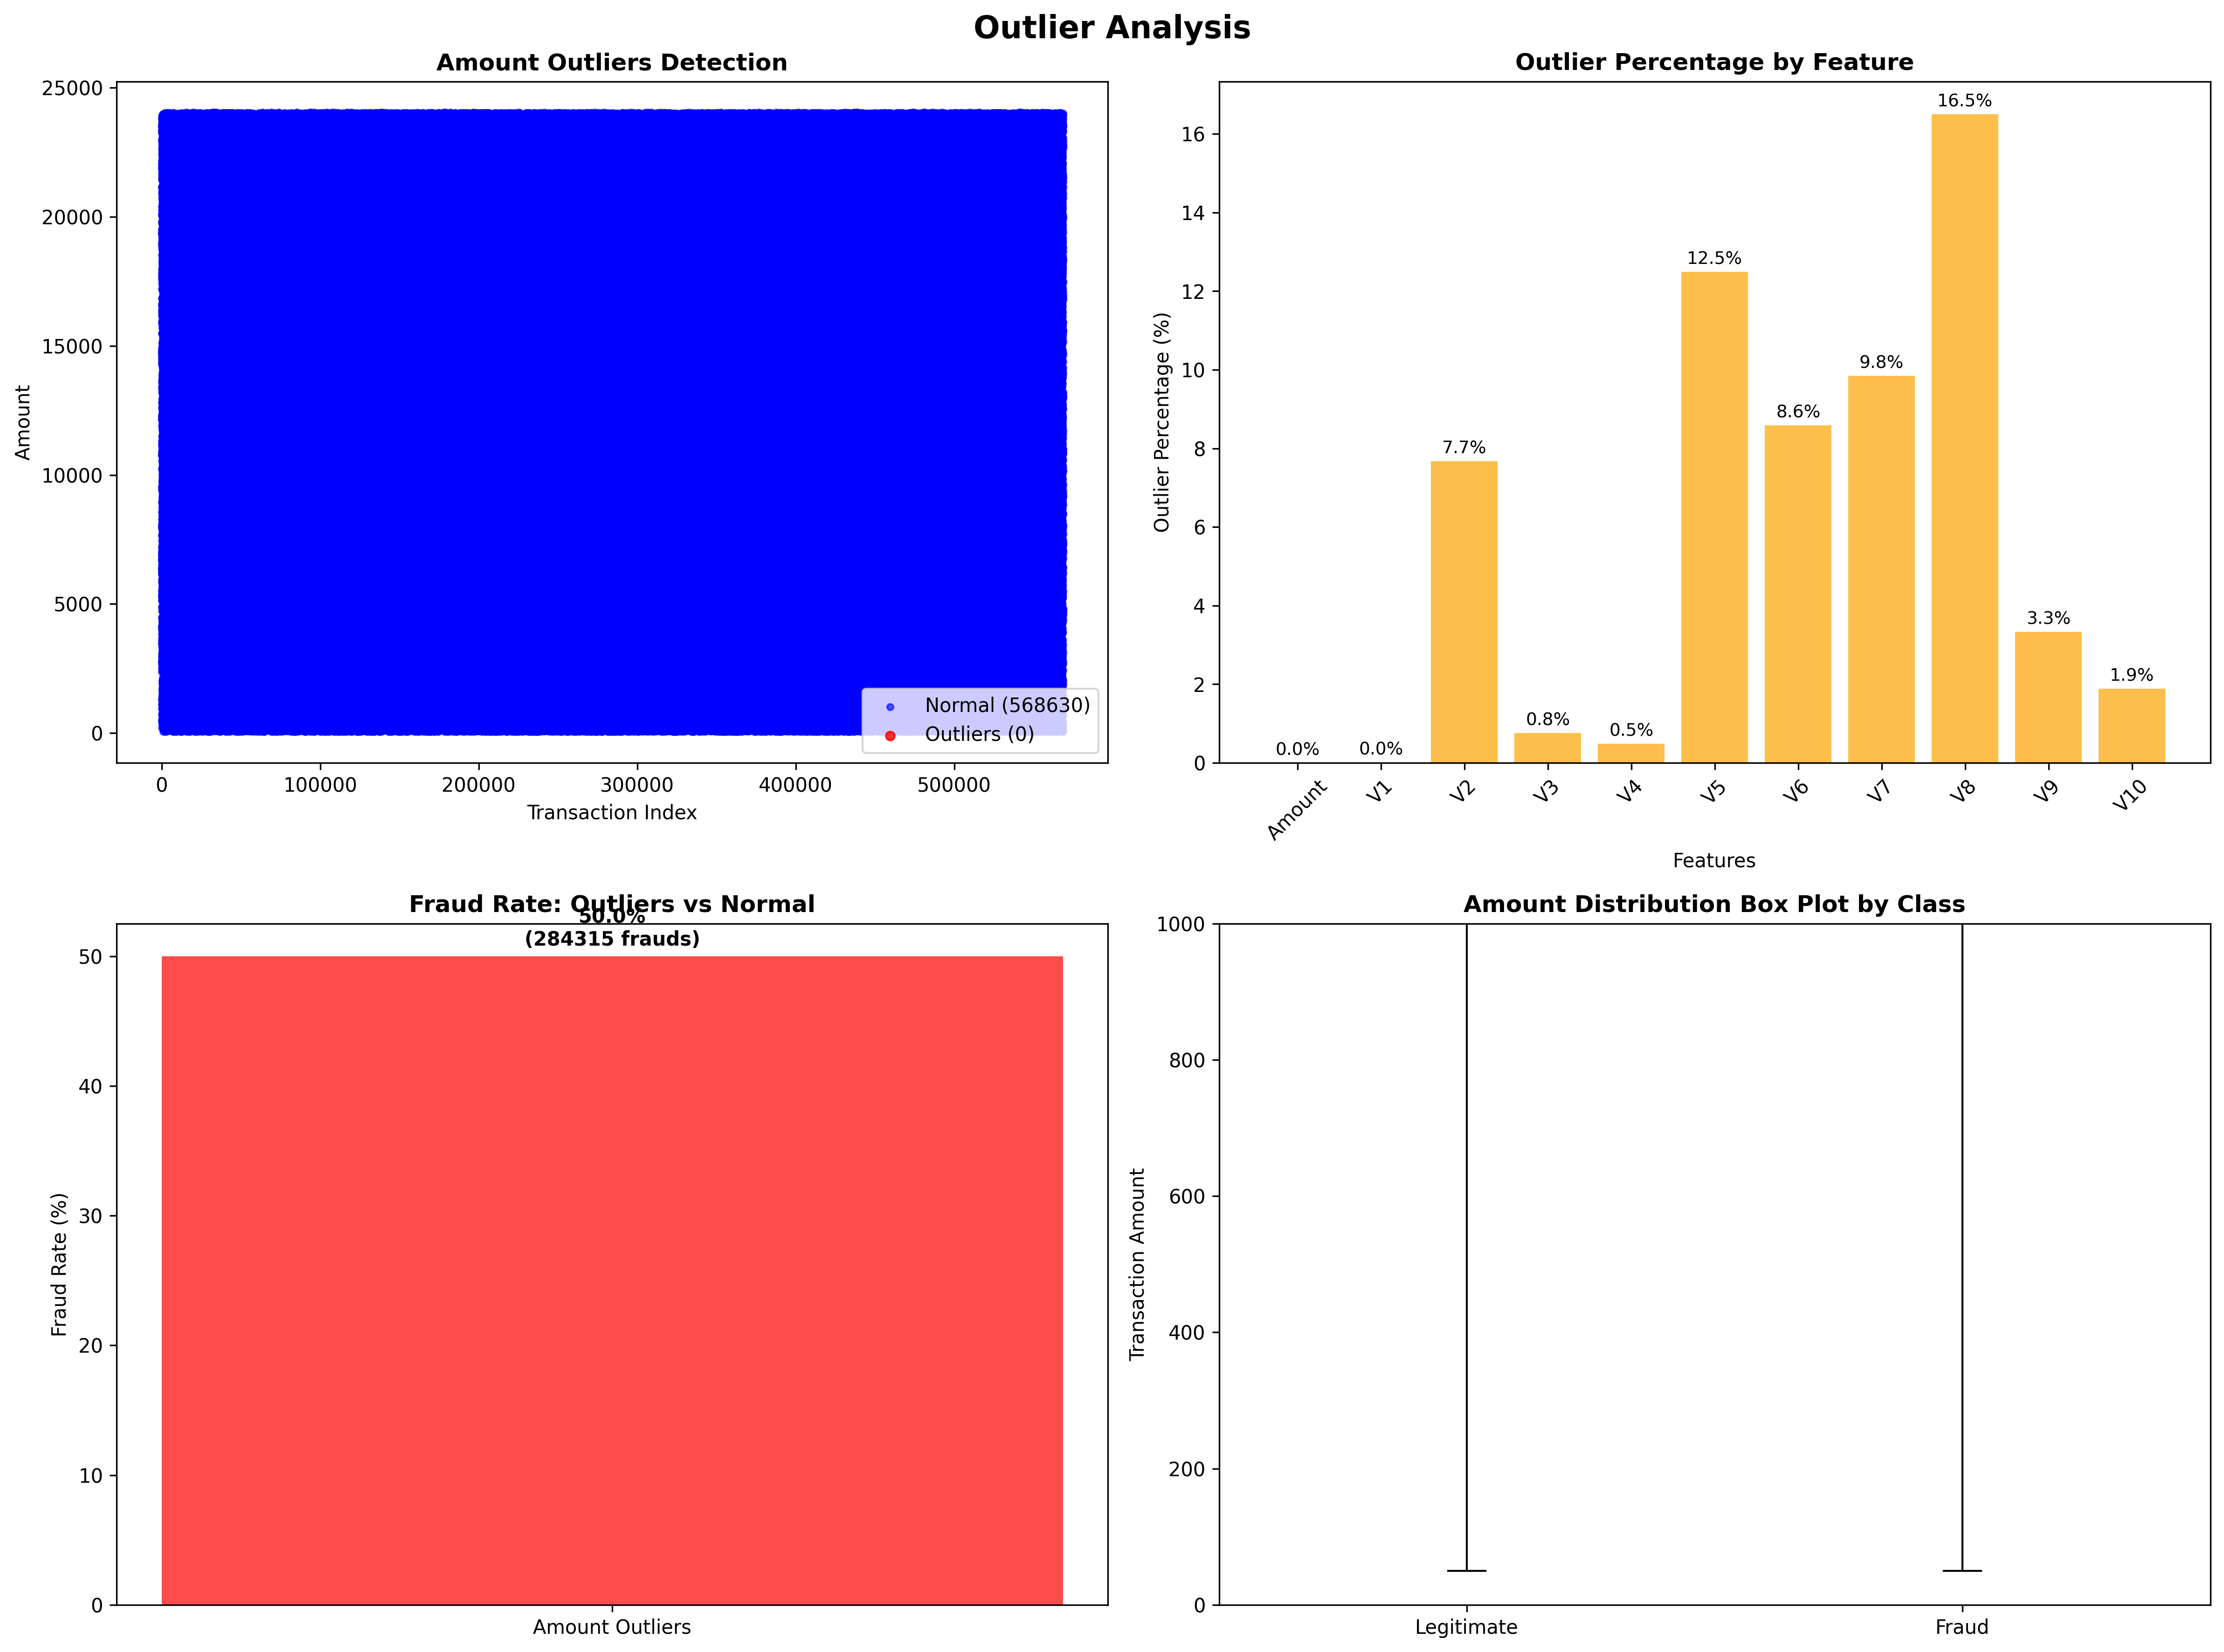 Outlier Analysis
Amount Outliers Detection
25000
20000
15000
10000
5000
0
Amount
0 100000 200000 300000 400000 500000
Transaction Index
Normal (568630)
Outliers (0)
Outlier Percentage by Feature
16
14
12
10
8
6
4
2
0
Outlier Percentage (%)
0.0% 0.0% 7.7% 0.8% 0.5% 12.5% 8.6% 9.8% 16.5% 3.3% 1.9%
Amount V1 V2 V3 V4 V5 V6 V7 V8 V9 V10
Features
Fraud Rate: Outliers vs Normal
50.0%
(284315 frauds)
50
40
30
20
10
0
Fraud Rate (%)
Amount Outliers
Amount Distribution Box Plot by Class
1000
800
600
400
200
0
Transaction Amount
Legitimate Fraud